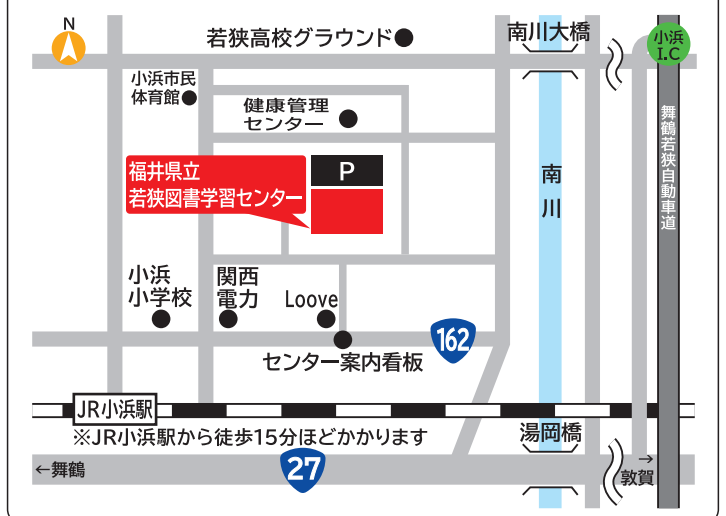 N
若狭高校グラウンド
南川大橋
小浜
I.C
小浜市民
体育館
健康管理
センター
舞鶴若狭自動車道
福井県立
若狭図書学習センター
P
南川
小浜
小学校
関西
電力
Loove
162
センター案内看板
JR小浜駅
※JR小浜駅から徒歩15分ほどかかります
湯岡橋
←舞鶴
27
→
敦賀